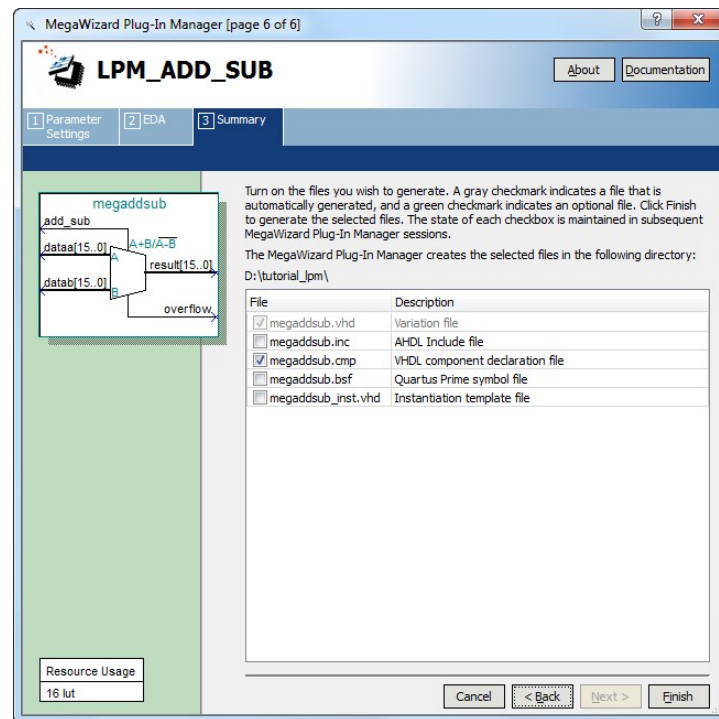 MegaWizard Plug-In Manager [page 6 of 6]
LPM_ADD_SUB
About
Documentation
1 Parameter Settings
2 EDA
3 Summary
megaddsub
add_sub
dataa[15..0]
A+B/A-B
A
result[15..0]
datab[15..0]
B
overflow
Turn on the files you wish to generate. A gray checkmark indicates a file that is
automatically generated, and a green checkmark indicates an optional file. Click Finish
to generate the selected files. The state of each checkbox is maintained in subsequent
MegaWizard Plug-In Manager sessions.
The MegaWizard Plug-In Manager creates the selected files in the following directory:
D:\tutorial_lpm\
File Description
megaddsub.vhd Variation file
megaddsub.inc AHDL Include file
megaddsub.cmp VHDL component declaration file
megaddsub.bsf Quartus Prime symbol file
megaddsub_inst.vhd Instantiation template file
Resource Usage
16 lut
Cancel
< Back
Next >
Finish